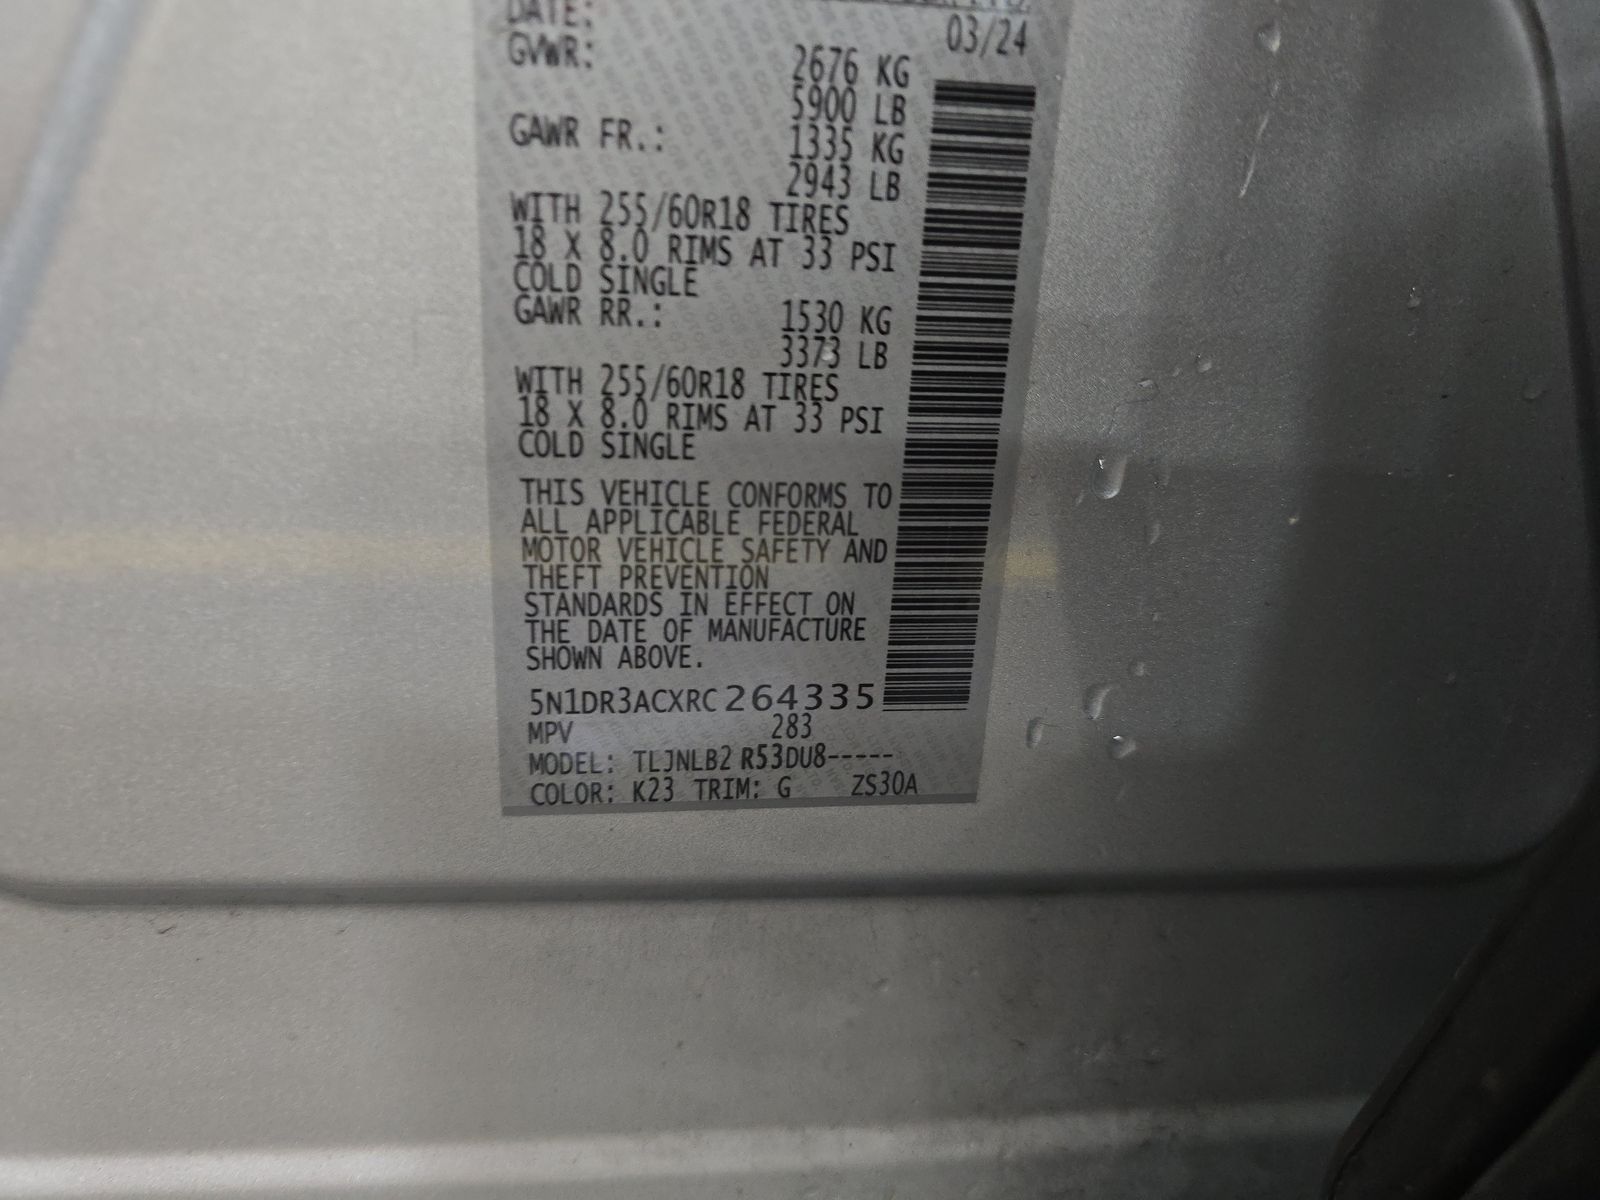 DATE:
03/24
GVWR:
2676 KG
5900 LB
GAWR FR.:
1335 KG
2943 LB
WITH 255/60R18 TIRES
18 X 8.0 RIMS AT 33 PSI
COLD SINGLE
GAWR RR.:
1530 KG
3373 LB
WITH 255/60R18 TIRES
18 X 8.0 RIMS AT 33 PSI
COLD SINGLE
THIS VEHICLE CONFORMS TO
ALL APPLICABLE FEDERAL
MOTOR VEHICLE SAFETY AND
THEFT PREVENTION
STANDARDS IN EFFECT ON
THE DATE OF MANUFACTURE
SHOWN ABOVE.
5N1DR3ACXRC264335
MPV 283
MODEL: TLJNLB2 R53DU8-----
COLOR: K23 TRIM: G ZS30A